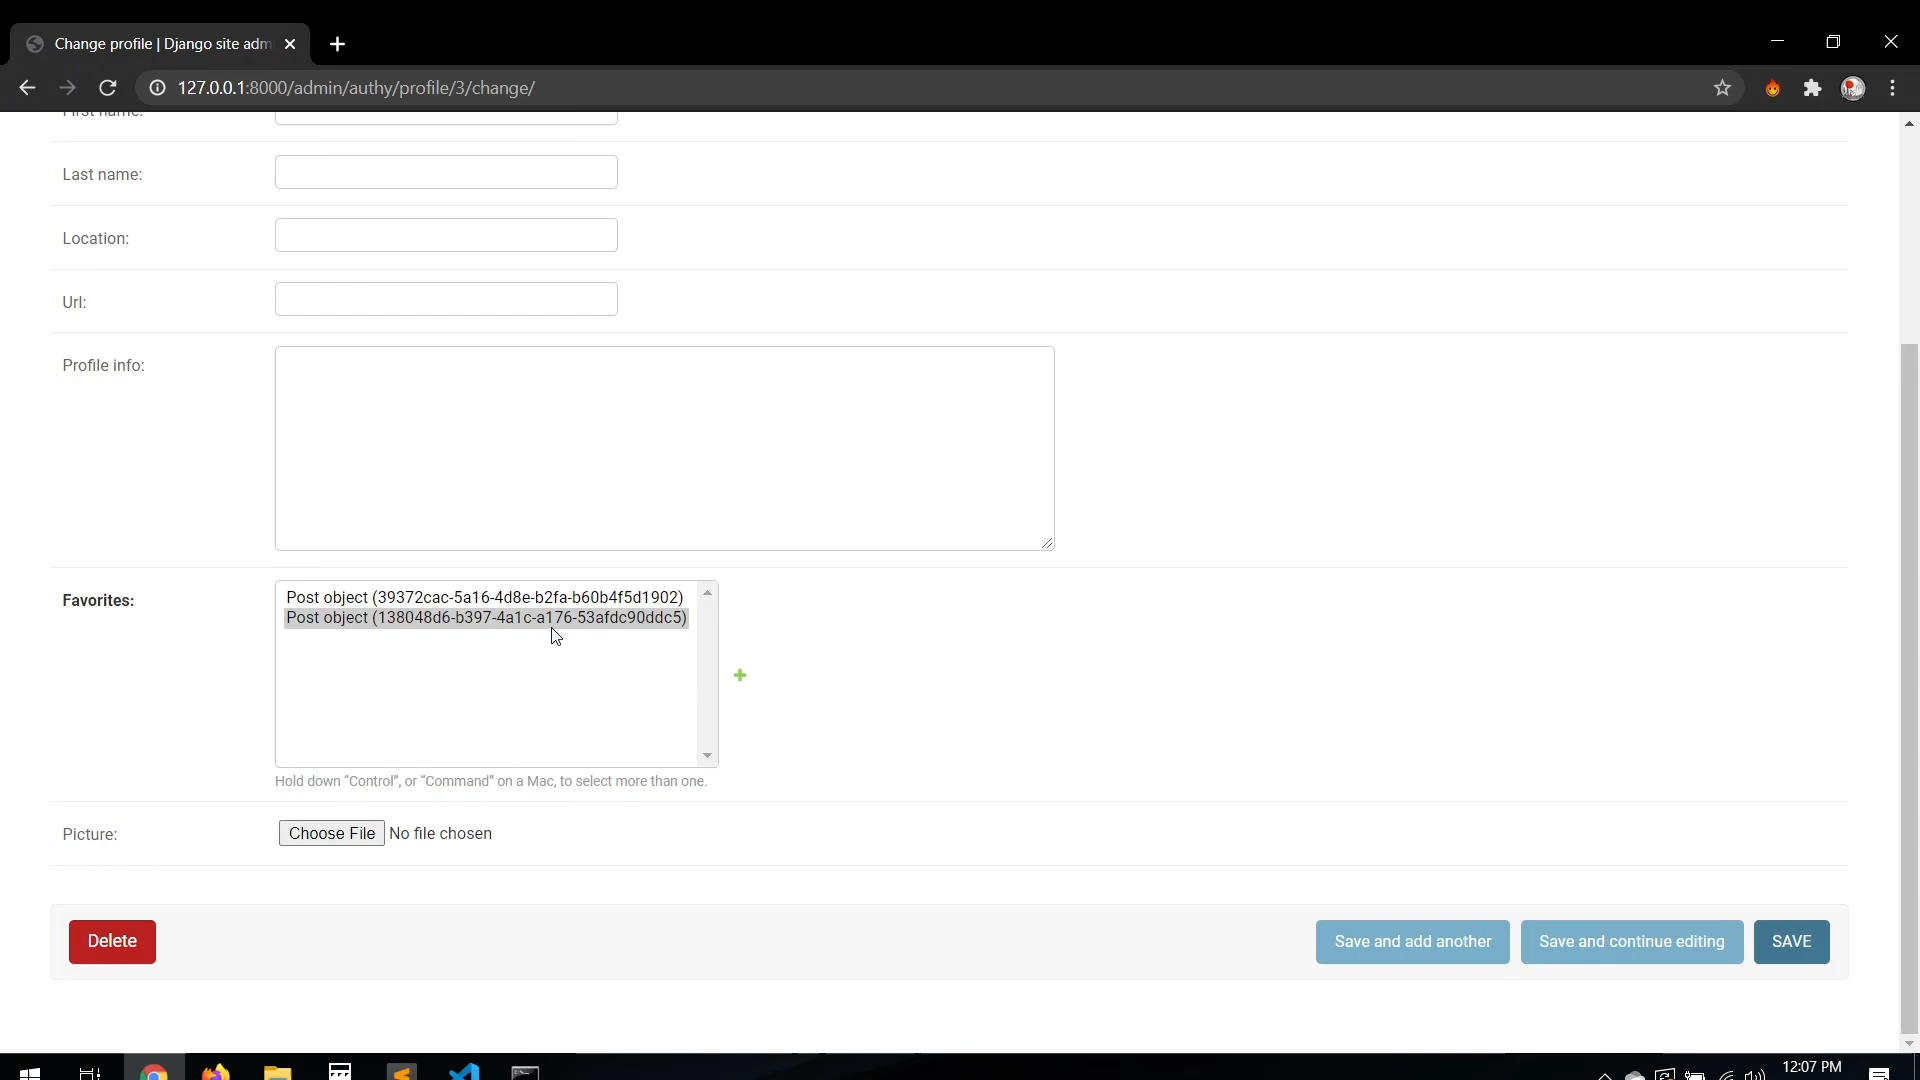 Change profile | Django site adm
127.0.0.1:8000/admin/authy/profile/3/change/
First name:
Last name:
Location:
Url:
Profile info:
Favorites:
Post object (39372cac-5a16-4d8e-b2fa-b60b4f5d1902)
Post object (138048d6-b397-4a1c-a176-53afdc90ddc5)
Hold down “Control”, or “Command” on a Mac, to select more than one.
Picture:
Choose File No file chosen
Delete
Save and add another
Save and continue editing
SAVE
12:07 PM